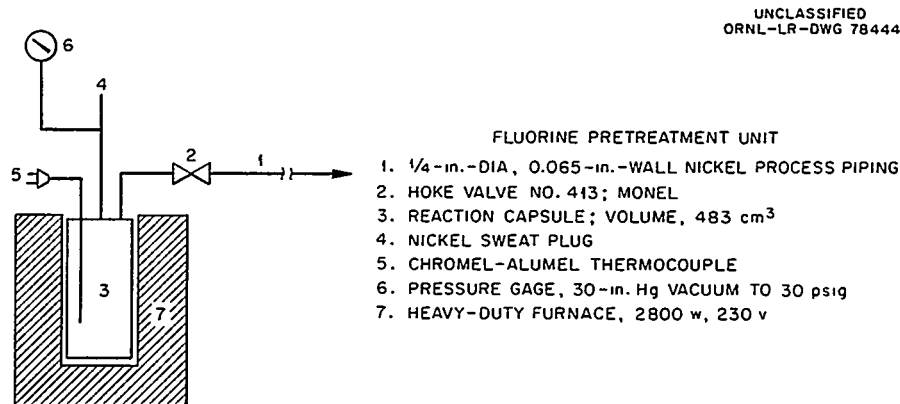 UNCLASSIFIED
ORNL-LR-DWG 78444
6
4
2
1
5
3
7
FLUORINE PRETREATMENT UNIT
1. 1/4-in.-DIA, 0.065-in.-WALL NICKEL PROCESS PIPING
2. HOKE VALVE NO. 413; MONEL
3. REACTION CAPSULE; VOLUME, 483 cm³
4. NICKEL SWEAT PLUG
5. CHROMEL-ALUMEL THERMOCOUPLE
6. PRESSURE GAGE, 30-in. Hg VACUUM TO 30 psig
7. HEAVY-DUTY FURNACE, 2800 w, 230 v